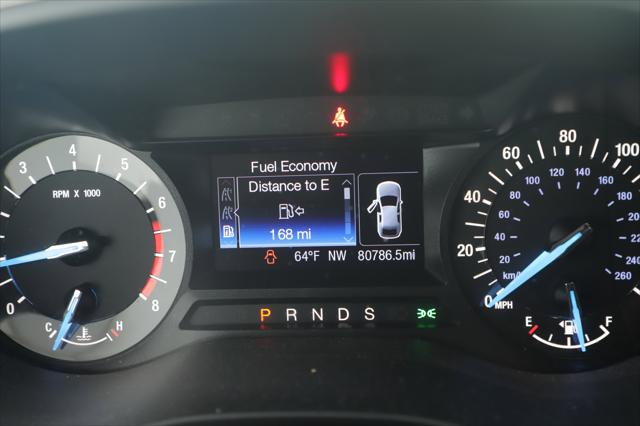 Fuel Economy
Distance to E
168 mi
64°F NW 80786.5mi
P R N D S
0 3 4 5 6 7 8
RPM X 1000
C H
0 20 40 60 80 100
20 40 60 80 100 120 140 160 180 200 220 240 260
km/
MPH
E F